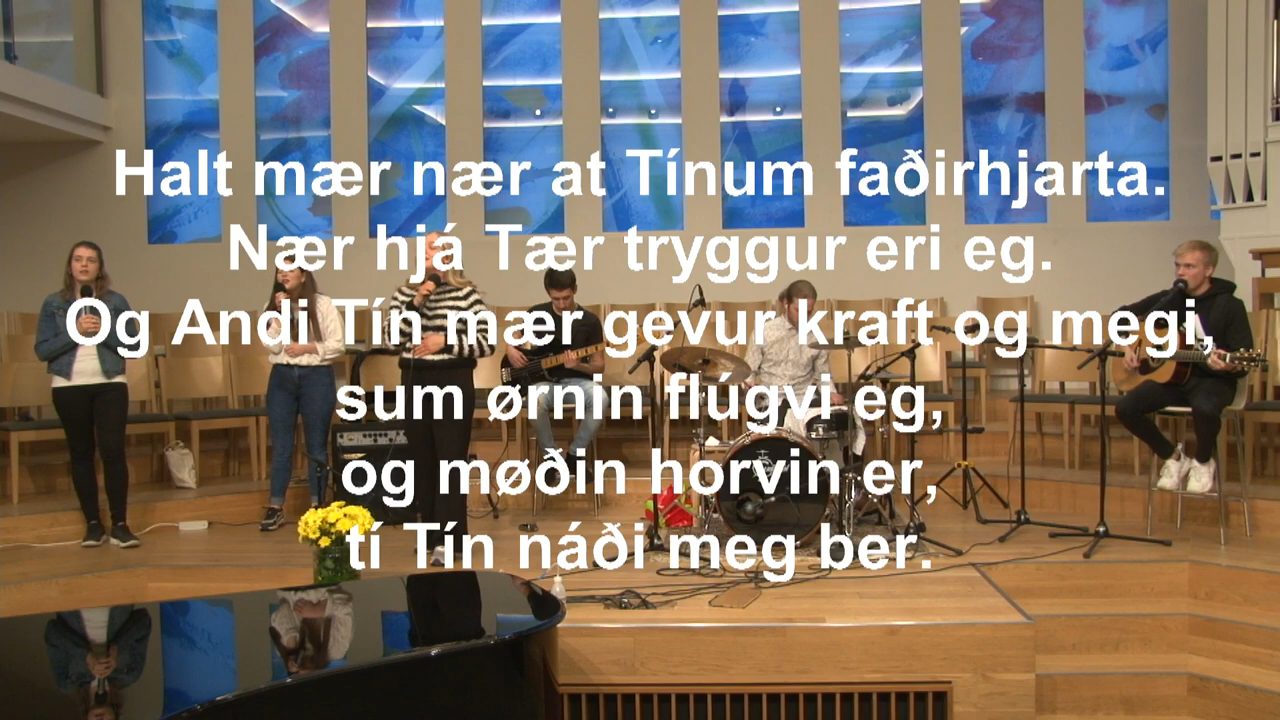 Halt mær nær at Tínum faðirhjarta.
Nær hjá Tær tryggur eri eg.
Og Andi Tín mær gevur kraft og megi,
sum ørnin flúgvi eg,
og møðin horvin er,
tí Tín náði meg ber.